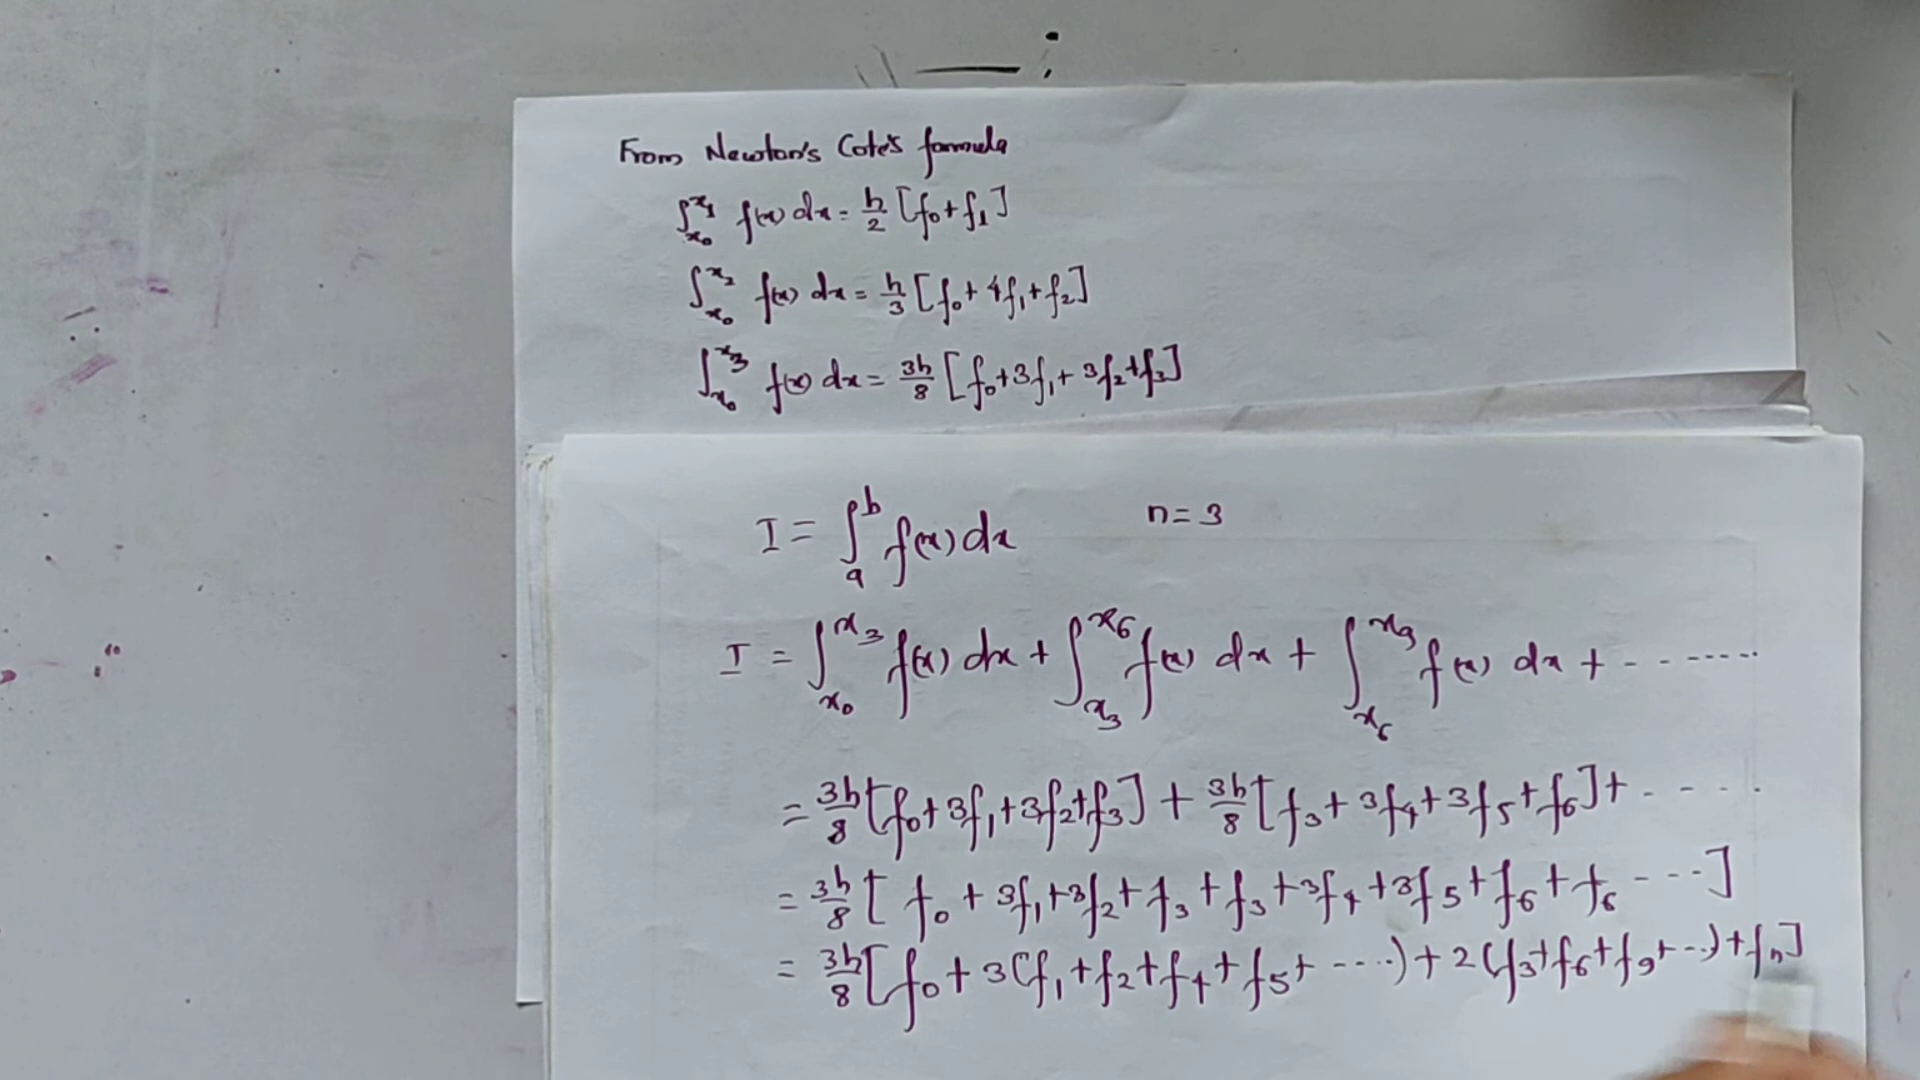 From Newton's Cote's formula
∫_{x₀}^{x₁} f(x) dx = h/2 [f₀ + f₁]
∫_{x₀}^{x₂} f(x) dx = h/3 [f₀ + 4f₁ + f₂]
∫_{x₀}^{x₃} f(x) dx = 3h/8 [f₀ + 3f₁ + 3f₂ + f₃]
I = ∫_{a}^{b} f(x) dx n = 3
I = ∫_{x₀}^{x₃} f(x) dx + ∫_{x₃}^{x₆} f(x) dx + ∫_{x₆}^{x₉} f(x) dx + -------
= 3h/8 [f₀ + 3f₁ + 3f₂ + f₃] + 3h/8 [f₃ + 3f₄ + 3f₅ + f₆] + ----
= 3h/8 [f₀ + 3f₁ + 3f₂ + f₃ + f₃ + 3f₄ + 3f₅ + f₆ + f₆ ----]
= 3h/8 [f₀ + 3(f₁ + f₂ + f₄ + f₅ + -----) + 2(f₃ + f₆ + f₉ + ---) + fₙ]